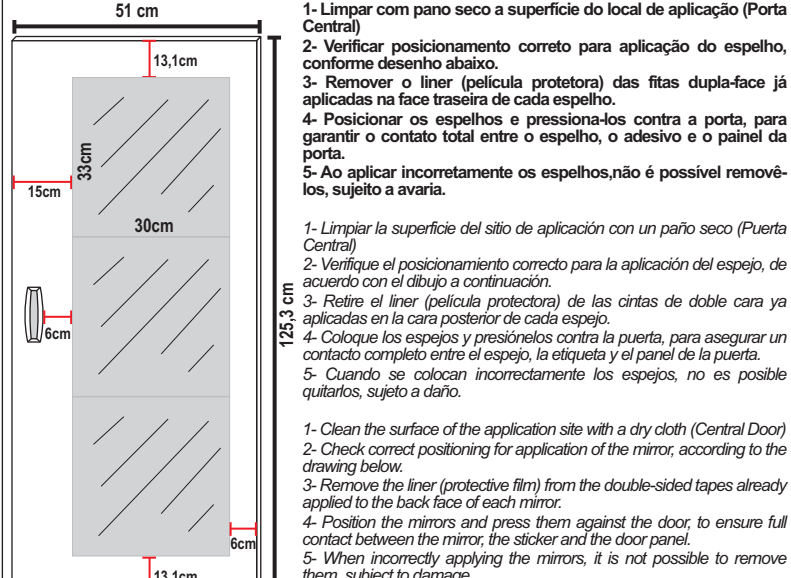 51 cm
13,1cm
33cm
15cm
30cm
6cm
125,3 cm
6cm
13,1cm
1- Limpar com pano seco a superfície do local de aplicação (Porta
Central)
2- Verificar posicionamento correto para aplicação do espelho,
conforme desenho abaixo.
3- Remover o liner (película protetora) das fitas dupla-face já
aplicadas na face traseira de cada espelho.
4- Posicionar os espelhos e pressiona-los contra a porta, para
garantir o contato total entre o espelho, o adesivo e o painel da
porta.
5- Ao aplicar incorretamente os espelhos,não é possível removê-
los, sujeito a avaria.
1- Limpiar la superficie del sitio de aplicación con un paño seco (Puerta
Central)
2- Verifique el posicionamiento correcto para la aplicación del espejo, de
acuerdo con el dibujo a continuación.
3- Retire el liner (película protectora) de las cintas de doble cara ya
aplicadas en la cara posterior de cada espejo.
4- Coloque los espejos y presiónelos contra la puerta, para asegurar un
contacto completo entre el espejo, la etiqueta y el panel de la puerta.
5- Cuando se colocan incorrectamente los espejos, no es posible
quitarlos, sujeto a daño.
1- Clean the surface of the application site with a dry cloth (Central Door)
2- Check correct positioning for application of the mirror, according to the
drawing below.
3- Remove the liner (protective film) from the double-sided tapes already
applied to the back face of each mirror.
4- Position the mirrors and press them against the door, to ensure full
contact between the mirror, the sticker and the door panel.
5- When incorrectly applying the mirrors, it is not possible to remove
them, subject to damage